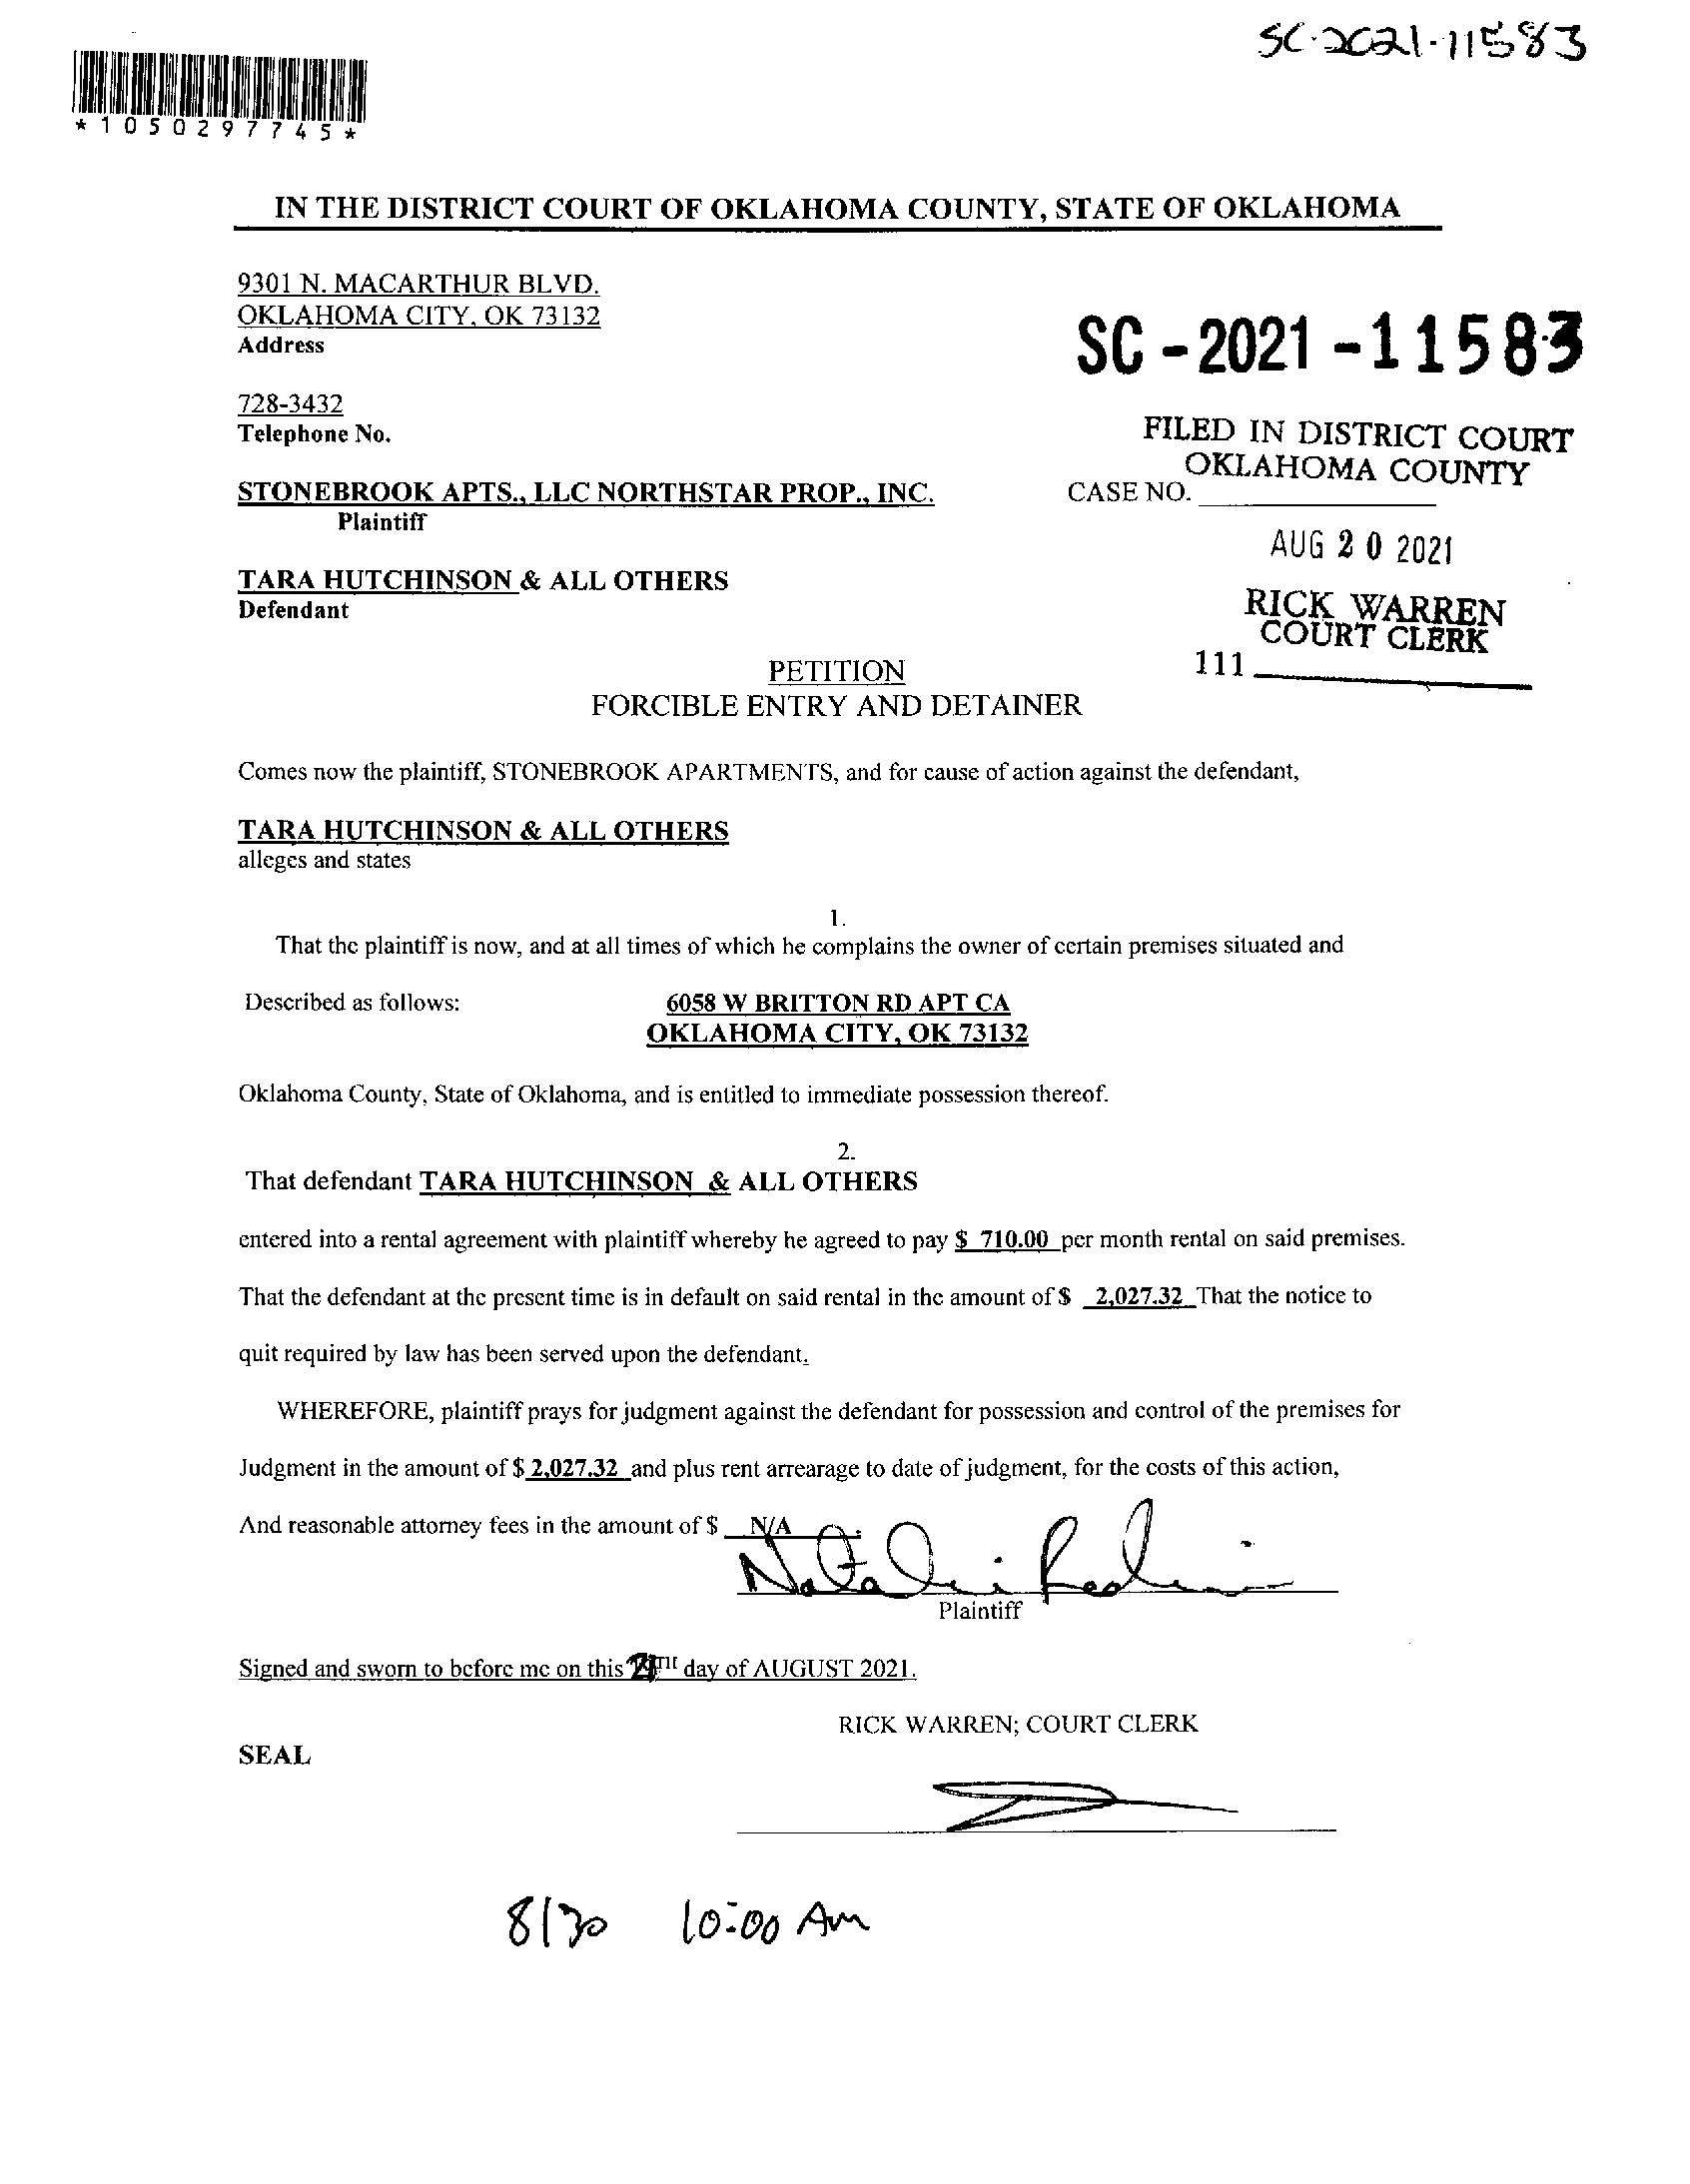 SC-2021-11583
*1050297745*
IN THE DISTRICT COURT OF OKLAHOMA COUNTY, STATE OF OKLAHOMA
9301 N. MACARTHUR BLVD.
OKLAHOMA CITY, OK 73132
Address
SC-2021-11583
728-3432
Telephone No.
FILED IN DISTRICT COURT
OKLAHOMA COUNTY
STONEBROOK APTS., LLC NORTHSTAR PROP., INC.
CASE NO.
Plaintiff
AUG 20 2021
TARA HUTCHINSON & ALL OTHERS
Defendant
RICK WARREN
COURT CLERK
111
PETITION
FORCIBLE ENTRY AND DETAINER
Comes now the plaintiff, STONEBROOK APARTMENTS, and for cause of action against the defendant,
TARA HUTCHINSON & ALL OTHERS
alleges and states
1.
That the plaintiff is now, and at all times of which he complains the owner of certain premises situated and
Described as follows: 6058 W BRITTON RD APT CA
OKLAHOMA CITY, OK 73132
Oklahoma County, State of Oklahoma, and is entitled to immediate possession thereof.
2.
That defendant TARA HUTCHINSON & ALL OTHERS
entered into a rental agreement with plaintiff whereby he agreed to pay $ 710.00 per month rental on said premises.
That the defendant at the present time is in default on said rental in the amount of $ 2,027.32 That the notice to
quit required by law has been served upon the defendant.
WHEREFORE, plaintiff prays for judgment against the defendant for possession and control of the premises for
Judgment in the amount of $ 2,027.32 and plus rent arrearage to date of judgment, for the costs of this action,
And reasonable attorney fees in the amount of $ N/A.
Plaintiff
Signed and sworn to before me on this day of AUGUST 2021.
RICK WARREN; COURT CLERK
SEAL
8/30 10:00 Am